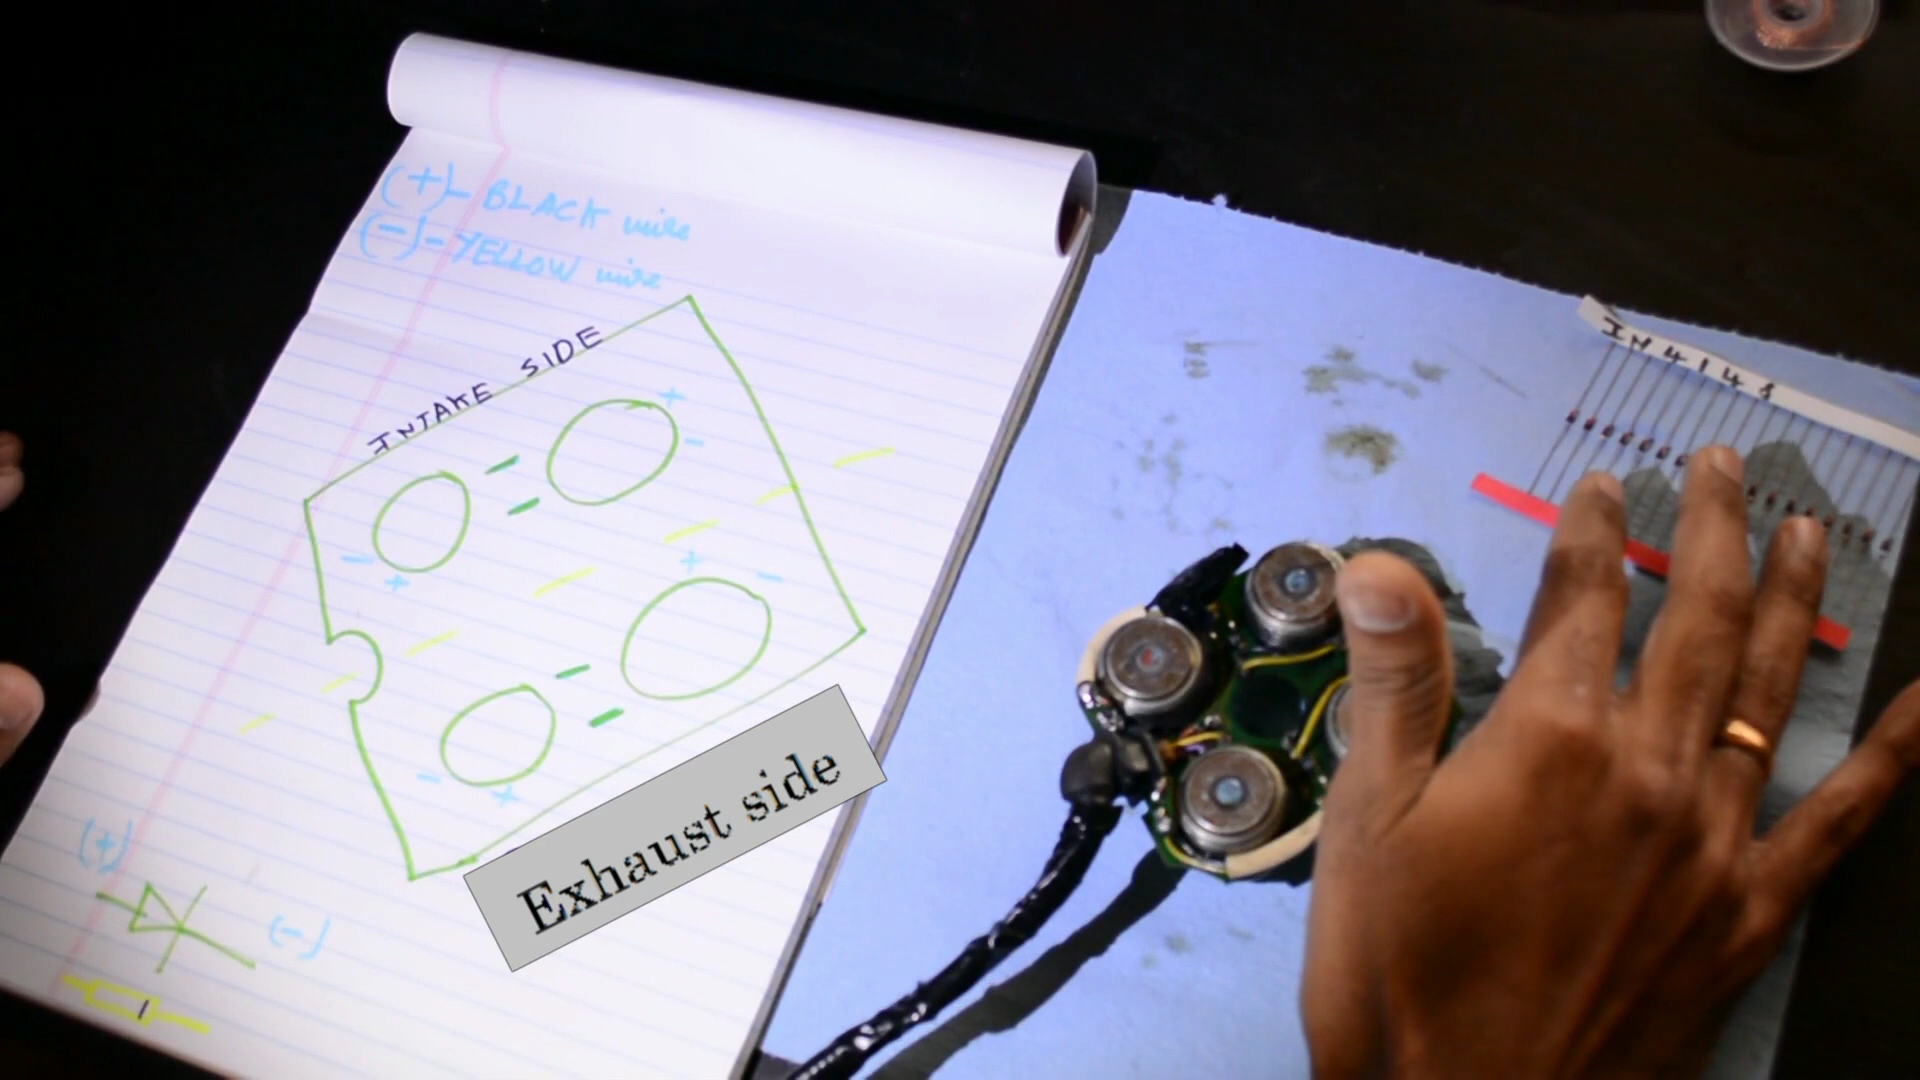 (+)- BLACK wire
(-)- YELLOW wire
INTAKE SIDE
+
-
-
+
+
-
-
+
Exhaust side
(+)
(-)
IN4148